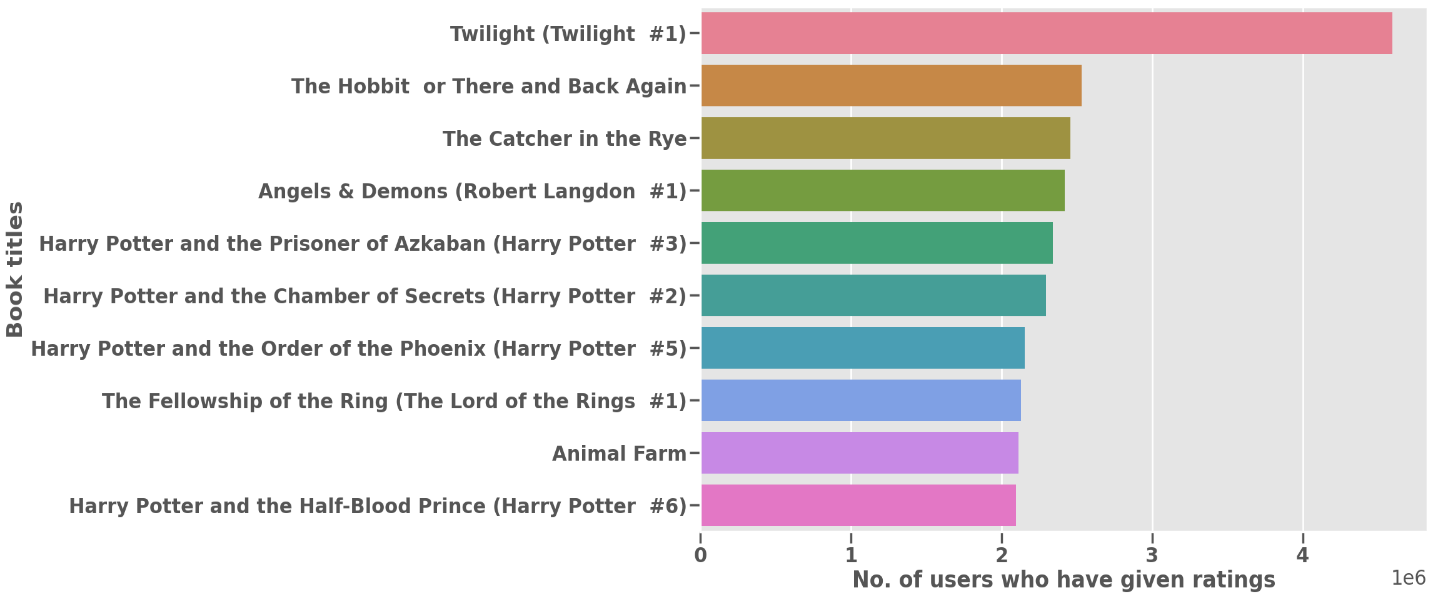 Twilight (Twilight  #1)
The Hobbit  or There and Back Again
The Catcher in the Rye
Angels & Demons (Robert Langdon  #1)
Harry Potter and the Prisoner of Azkaban (Harry Potter  #3)
Harry Potter and the Chamber of Secrets (Harry Potter  #2)
Harry Potter and the Order of the Phoenix (Harry Potter  #5)
The Fellowship of the Ring (The Lord of the Rings  #1)
Animal Farm
Harry Potter and the Half-Blood Prince (Harry Potter  #6)
Book titles
0 1 2 3 4
1e6
No. of users who have given ratings